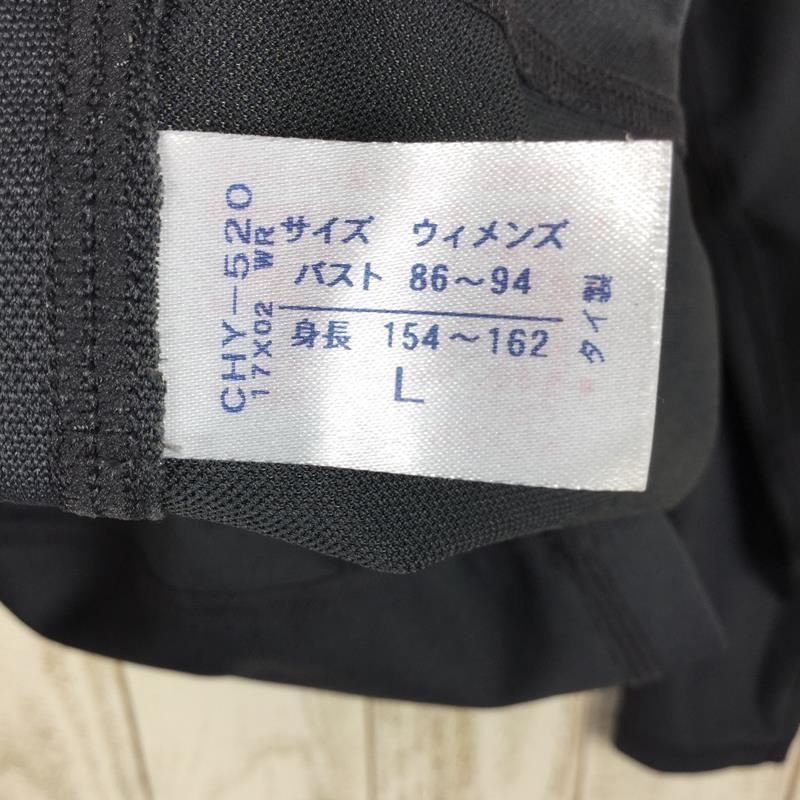 CHY-520
17X02 WR
サイズ ウィメンズ
バスト 86～94
身長 154～162
L
タイ製